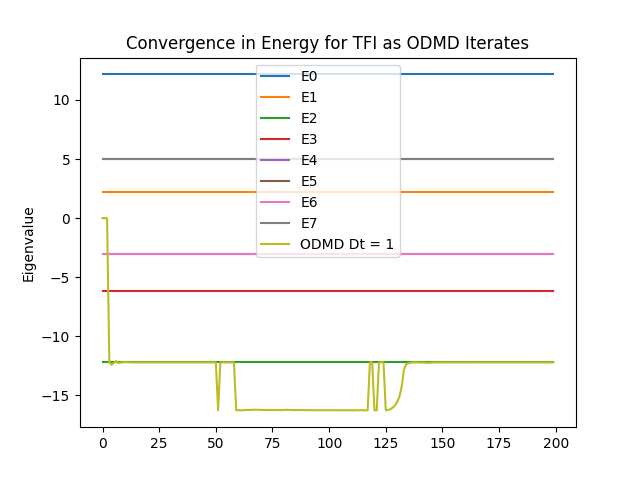 Convergence in Energy for TFI as ODMD Iterates
Eigenvalue
10
5
0
−5
−10
−15
E0
E1
E2
E3
E4
E5
E6
E7
ODMD Dt = 1
0 25 50 75 100 125 150 175 200